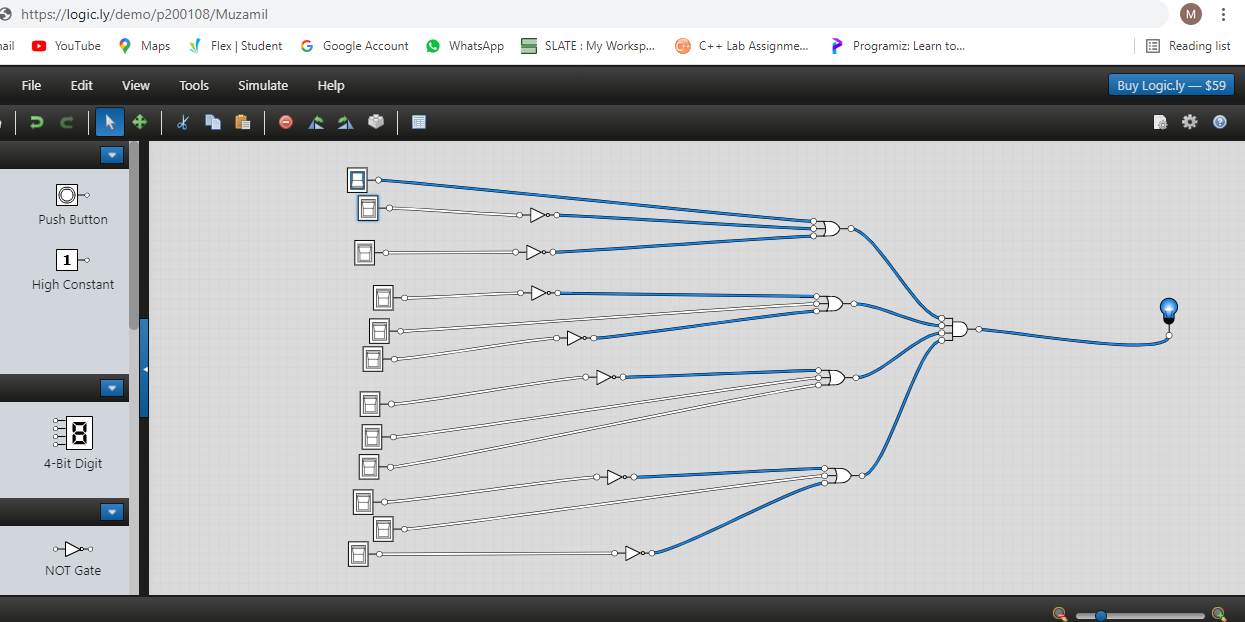 https://logic.ly/demo/p200108/Muzamil
M
YouTube Maps Flex | Student Google Account WhatsApp SLATE : My Worksp... C++ Lab Assignme... Programiz: Learn to... Reading list
File Edit View Tools Simulate Help Buy Logic.ly — $59
Push Button
1
High Constant
8
4-Bit Digit
NOT Gate